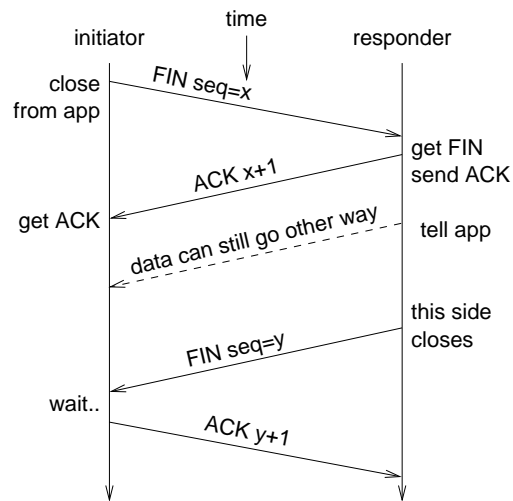 time
initiator
responder
close
from app
FIN seq=x
get FIN
send ACK
ACK x+1
get ACK
tell app
data can still go other way
this side
closes
FIN seq=y
wait..
ACK y+1